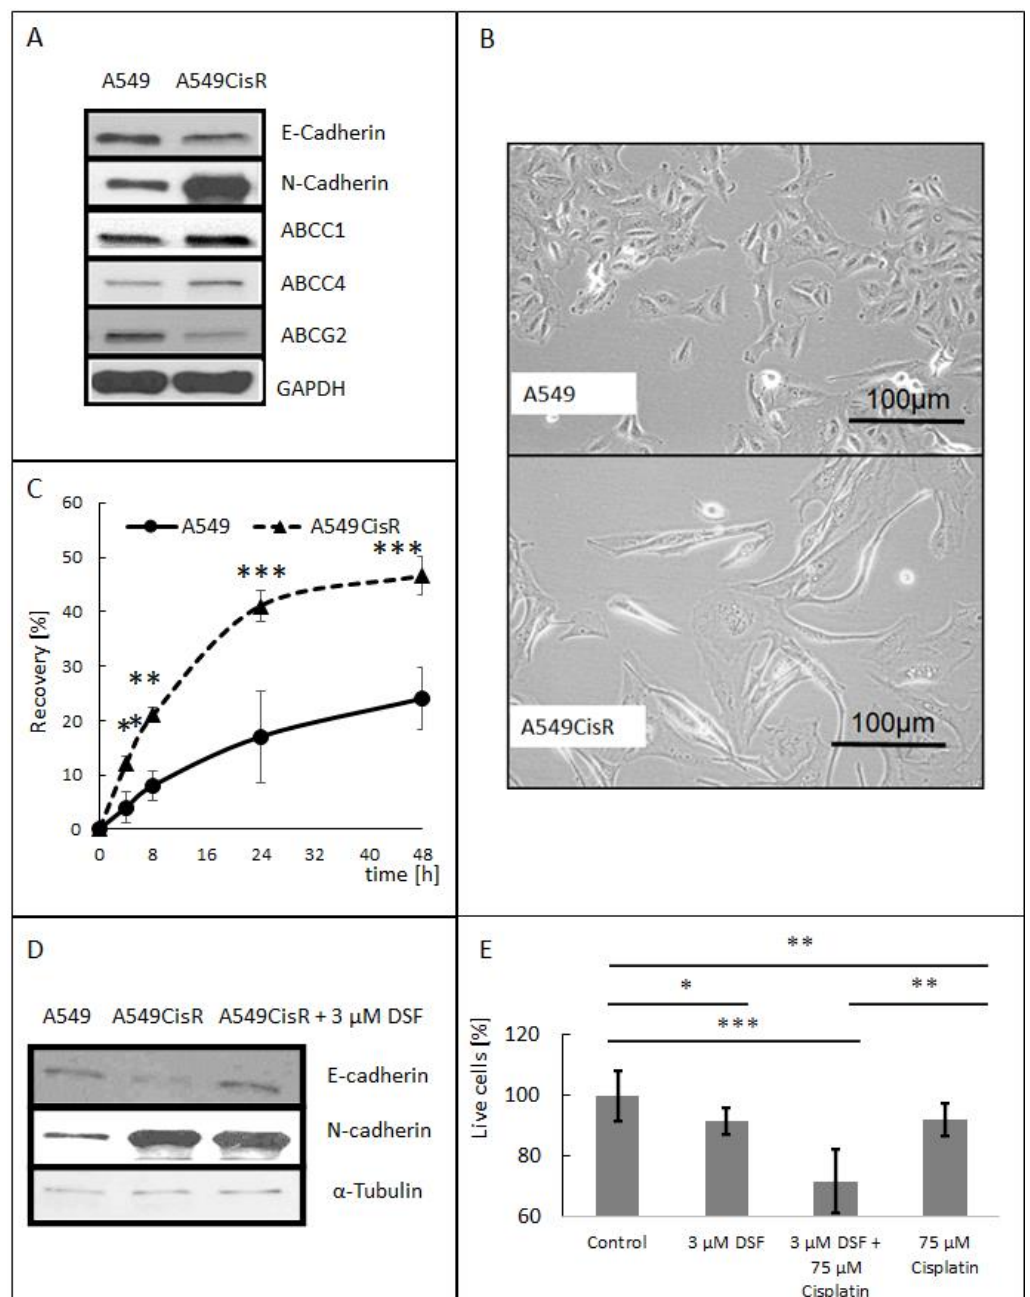 A
A549 A549CisR
E-Cadherin
N-Cadherin
ABCC1
ABCC4
ABCG2
GAPDH
B
A549
100µm
A549CisR
100µm
C
60
A549 A549CisR
***
50
***
40
Recovery [%]
30
**
20
**
10
0
0 8 16 24 32 40 48
time [h]
D
A549 A549CisR A549CisR + 3 µM DSF
E-cadherin
N-cadherin
α-Tubulin
E
**
* **
***
120
100
Live cells [%]
80
60
Control 3 µM DSF 3 µM DSF + 75 µM
75 µM Cisplatin
Cisplatin